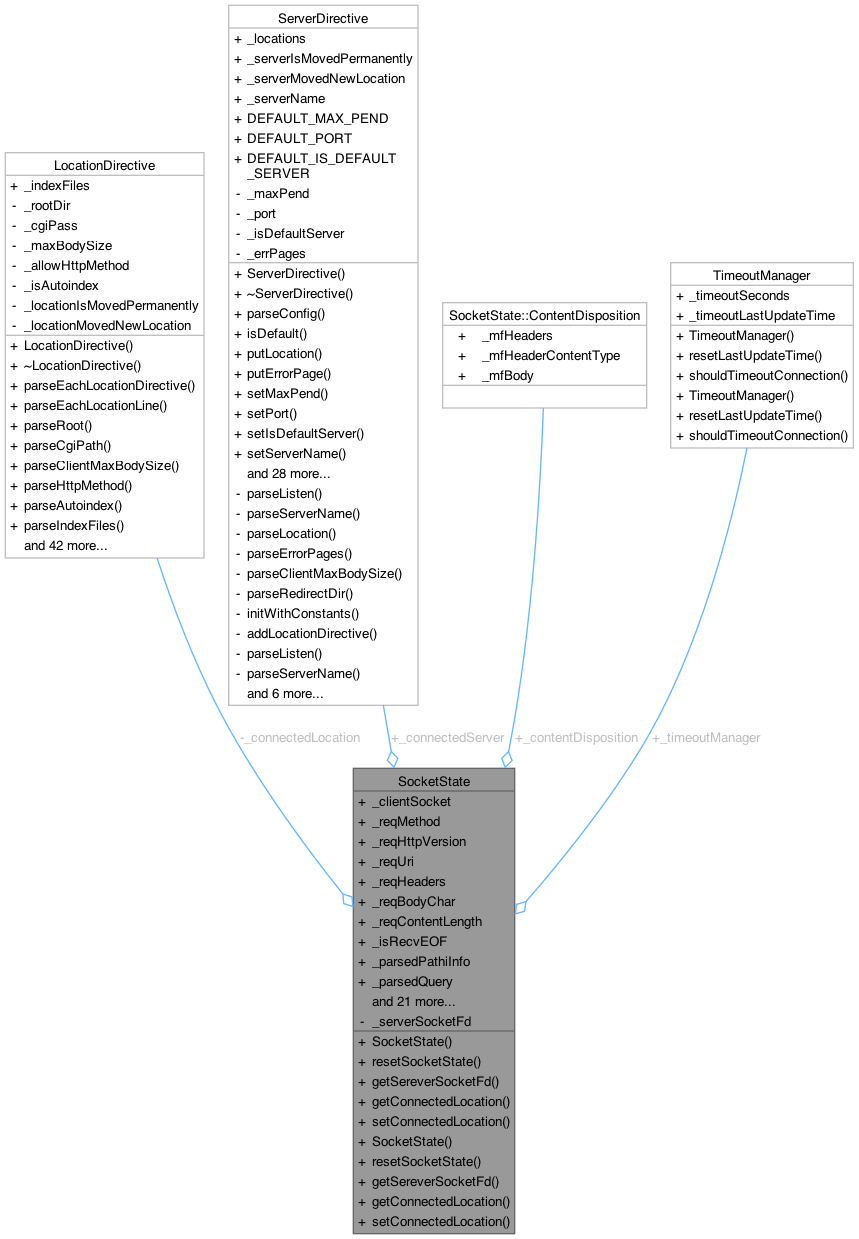 ServerDirective
+ _locations
+ _serverIsMovedPermanently
+ _serverMovedNewLocation
+ _serverName
+ DEFAULT_MAX_PEND
+ DEFAULT_PORT
+ DEFAULT_IS_DEFAULT
_SERVER
- _maxPend
- _port
- _isDefaultServer
- _errPages
+ ServerDirective()
+ ~ServerDirective()
+ parseConfig()
+ isDefault()
+ putLocation()
+ putErrorPage()
+ setMaxPend()
+ setPort()
+ setIsDefaultServer()
+ setServerName()
and 28 more...
- parseListen()
- parseServerName()
- parseLocation()
- parseErrorPages()
- parseClientMaxBodySize()
- parseRedirectDir()
- initWithConstants()
- addLocationDirective()
- parseListen()
- parseServerName()
and 6 more...
LocationDirective
+ _indexFiles
- _rootDir
- _cgiPass
- _maxBodySize
- _allowHttpMethod
- _isAutoindex
- _locationIsMovedPermanently
- _locationMovedNewLocation
+ LocationDirective()
+ ~LocationDirective()
+ parseEachLocationDirective()
+ parseEachLocationLine()
+ parseRoot()
+ parseCgiPath()
+ parseClientMaxBodySize()
+ parseHttpMethod()
+ parseAutoindex()
+ parseIndexFiles()
and 42 more...
SocketState::ContentDisposition
+ _mfHeaders
+ _mfHeaderContentType
+ _mfBody
TimeoutManager
+ _timeoutSeconds
+ _timeoutLastUpdateTime
+ TimeoutManager()
+ resetLastUpdateTime()
+ shouldTimeoutConnection()
+ TimeoutManager()
+ resetLastUpdateTime()
+ shouldTimeoutConnection()
-_connectedLocation
+_connectedServer
+_contentDisposition
+_timeoutManager
SocketState
+ _clientSocket
+ _reqMethod
+ _reqHttpVersion
+ _reqUri
+ _reqHeaders
+ _reqBodyChar
+ _reqContentLength
+ _isRecvEOF
+ _parsedPathiInfo
+ _parsedQuery
and 21 more...
- _serverSocketFd
+ SocketState()
+ resetSocketState()
+ getSereverSocketFd()
+ getConnectedLocation()
+ setConnectedLocation()
+ SocketState()
+ resetSocketState()
+ getSereverSocketFd()
+ getConnectedLocation()
+ setConnectedLocation()